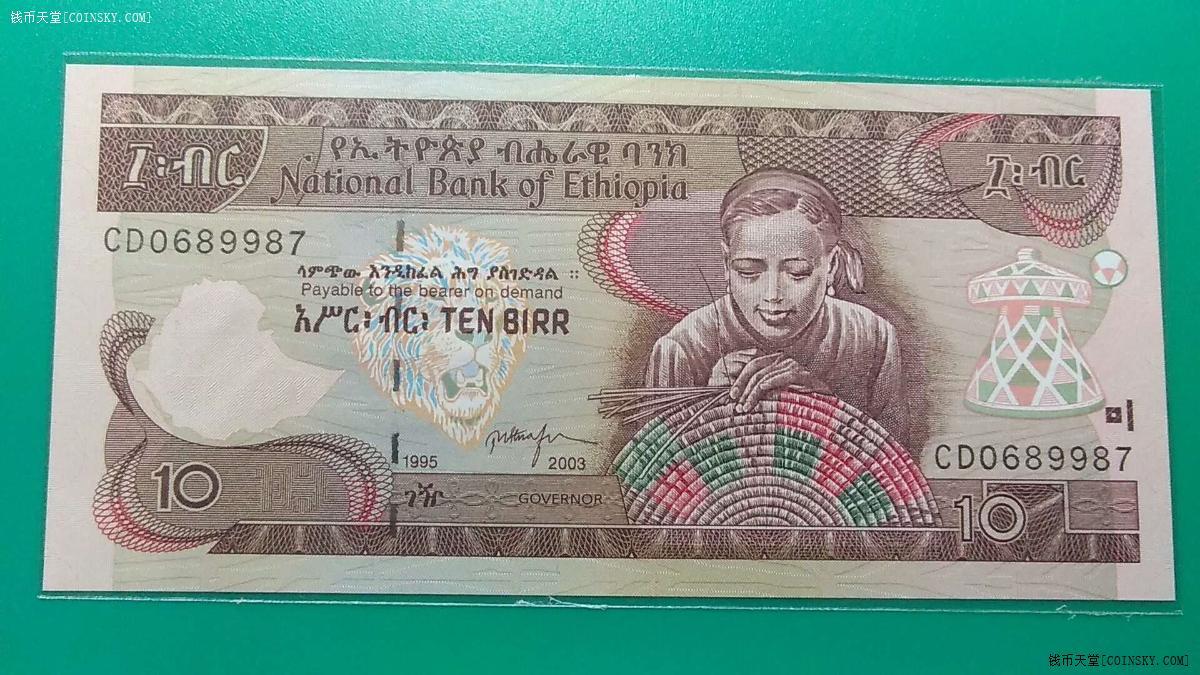 钱币天堂[COINSKY.COM]
የኢትዮጵያ ብሔራዊ ባንክ
National Bank of Ethiopia
፲፡ብር
፲፡ብር
CD0689987
ላምጭው እንዲከፈል ሕግ ያስገድዳል ።
Payable to the bearer on demand
አሥር፡ብር፡ TEN BIRR
1995 2003
CD0689987
10
ገዥ GOVERNOR
10
钱币天堂[COINSKY.COM]